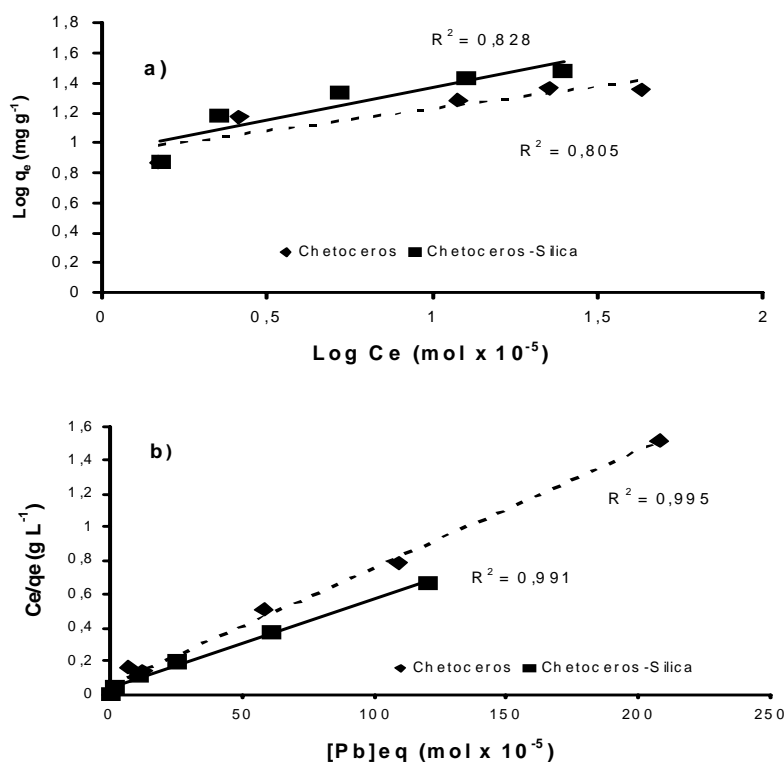 1,8
1,6
1,4
1,2
1
0,8
0,6
0,4
0,2
0
Log qe (mg g-1)
a)
R2 = 0,828
R2 = 0,805
Chetoceros
Chetoceros-Silica
0
0,5
1
1,5
2
Log Ce (mol x 10-5)
1,6
1,4
1,2
1
0,8
0,6
0,4
0,2
0
Ce/qe (g L-1)
b)
R2 = 0,995
R2 = 0,991
Chetoceros
Chetoceros-Silica
0
50
100
150
200
250
[Pb]eq (mol x 10-5)